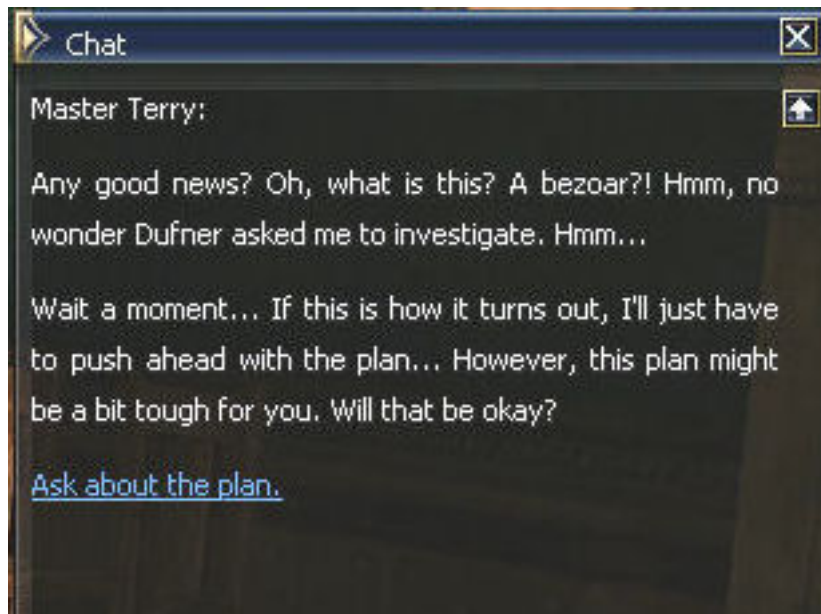 Chat
Master Terry:
Any good news? Oh, what is this? A bezoar?! Hmm, no
wonder Dufner asked me to investigate. Hmm...
Wait a moment... If this is how it turns out, I'll just have
to push ahead with the plan... However, this plan might
be a bit tough for you. Will that be okay?
Ask about the plan.